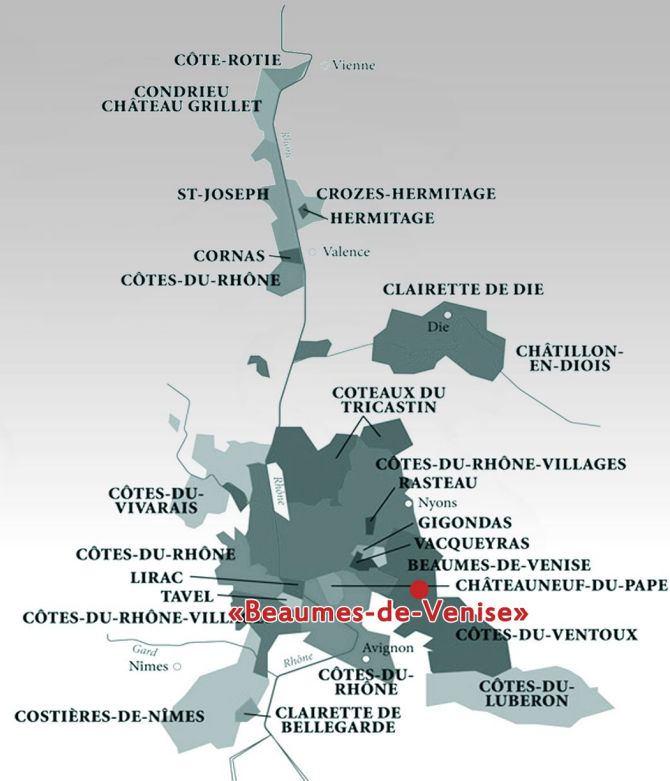 CÔTE-ROTIE
Vienne
CONDRIEU
CHÂTEAU GRILLET
Rhône
ST-JOSEPH
CROZES-HERMITAGE
HERMITAGE
CORNAS
Valence
CÔTES-DU-RHÔNE
CLAIRETTE DE DIE
Die
CHÂTILLON-
EN-DIOIS
COTEAUX DU
TRICASTIN
CÔTES-DU-RHÔNE-VILLAGES
RASTEAU
Rhône
CÔTES-DU-
VIVARAIS
Nyons
GIGONDAS
VACQUEYRAS
CÔTES-DU-RHÔNE
BEAUMES-DE-VENISE
LIRAC
CHÂTEAUNEUF-DU-PAPE
TAVEL
«Beaumes-de-Venise»
CÔTES-DU-RHÔNE-VILL
CÔTES-DU-VENTOUX
Gard
Avignon
Nîmes
Rhône
CÔTES-DU-
RHÔNE
CÔTES-DU-
LUBERON
COSTIÈRES-DE-NÎMES
CLAIRETTE DE
BELLEGARDE